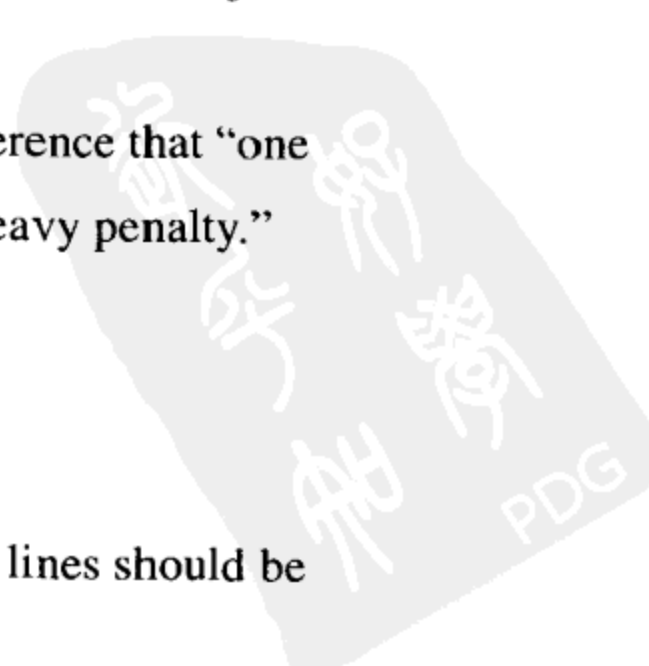 erence that “one
eavy penalty.”
lines should be
PDG